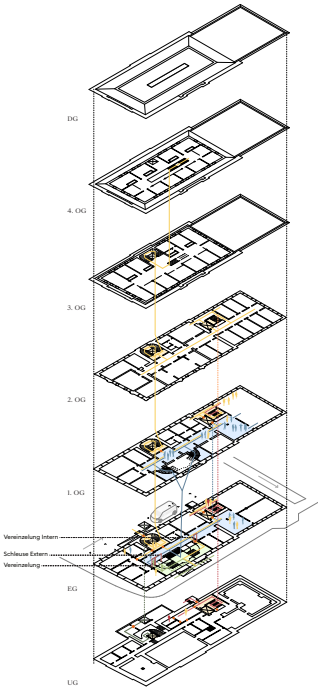 DG
4. OG
3. OG
2. OG
1. OG
Vereinzelung Intern
Schleuse Extern
Vereinzelung
EG
UG